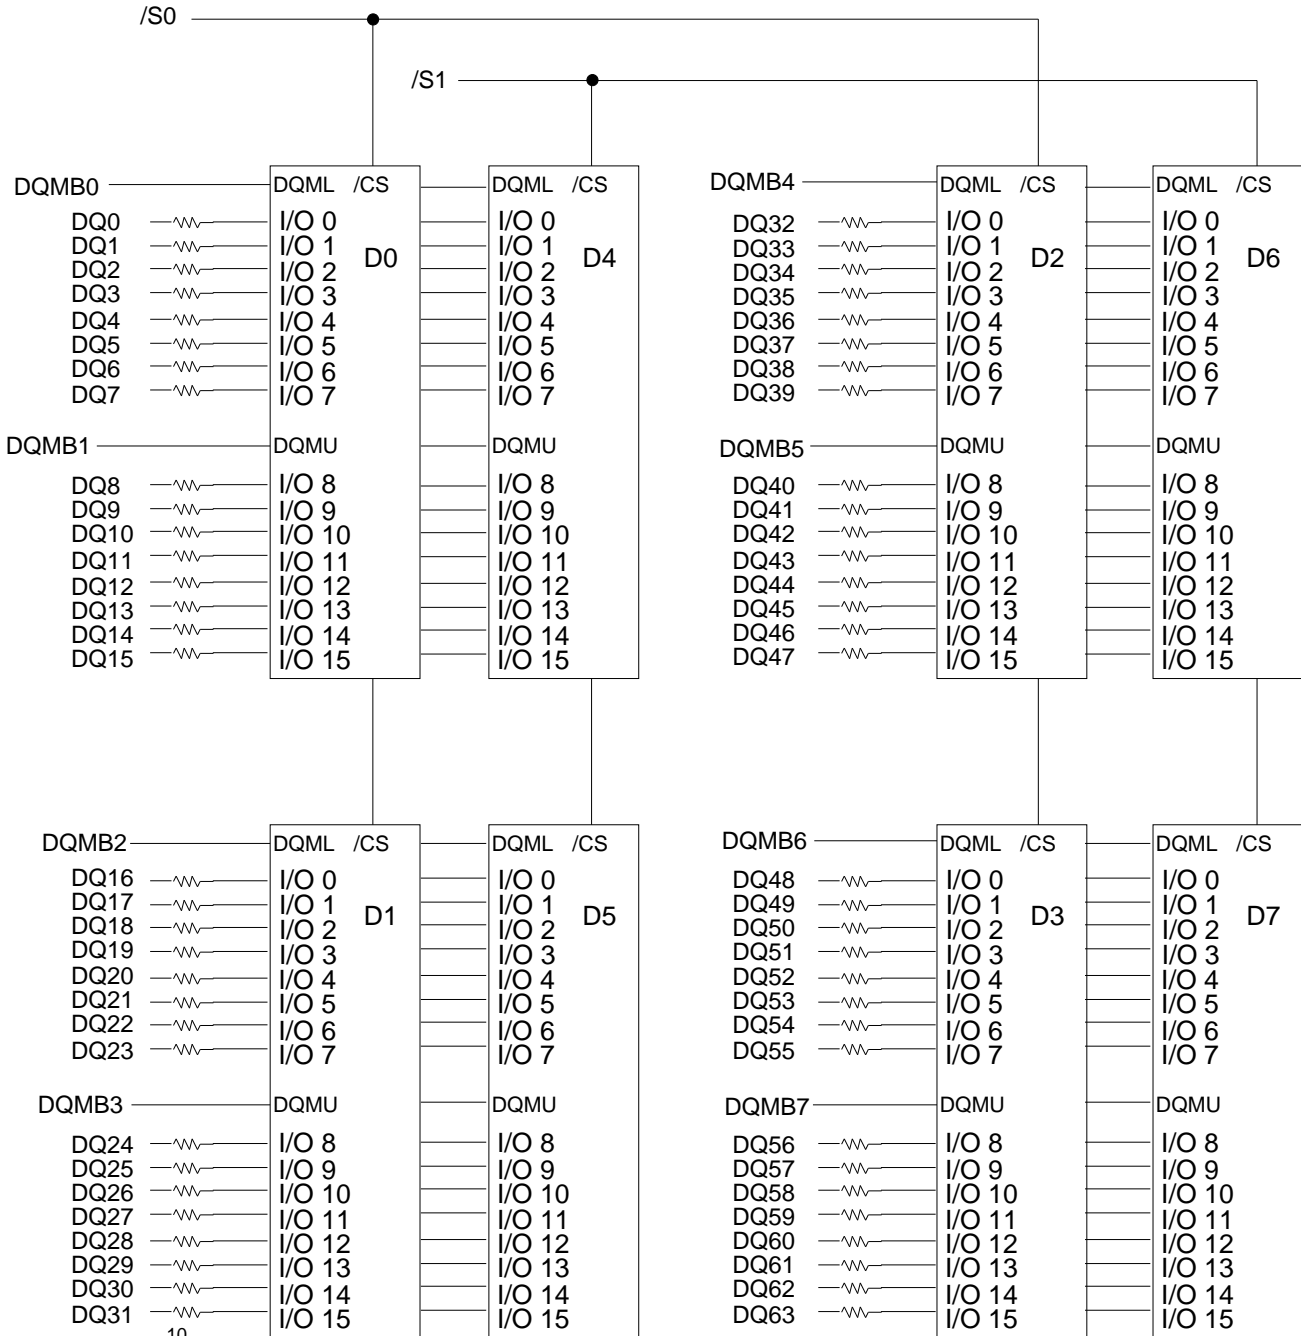 /S0
/S1
DQMB0 DQML /CS DQML /CS DQMB4 DQML /CS DQML /CS
DQ0 I/O 0 I/O 0 DQ32 I/O 0 I/O 0
DQ1 I/O 1 I/O 1 DQ33 I/O 1 I/O 1
D0 D4 D2 D6
DQ2 I/O 2 I/O 2 DQ34 I/O 2 I/O 2
DQ3 I/O 3 I/O 3 DQ35 I/O 3 I/O 3
DQ4 I/O 4 I/O 4 DQ36 I/O 4 I/O 4
DQ5 I/O 5 I/O 5 DQ37 I/O 5 I/O 5
DQ6 I/O 6 I/O 6 DQ38 I/O 6 I/O 6
DQ7 I/O 7 I/O 7 DQ39 I/O 7 I/O 7
DQMB1 DQMU DQMU DQMB5 DQMU DQMU
DQ8 I/O 8 I/O 8 DQ40 I/O 8 I/O 8
DQ9 I/O 9 I/O 9 DQ41 I/O 9 I/O 9
DQ10 I/O 10 I/O 10 DQ42 I/O 10 I/O 10
DQ11 I/O 11 I/O 11 DQ43 I/O 11 I/O 11
DQ12 I/O 12 I/O 12 DQ44 I/O 12 I/O 12
DQ13 I/O 13 I/O 13 DQ45 I/O 13 I/O 13
DQ14 I/O 14 I/O 14 DQ46 I/O 14 I/O 14
DQ15 I/O 15 I/O 15 DQ47 I/O 15 I/O 15
DQMB2 DQML /CS DQML /CS DQMB6 DQML /CS DQML /CS
DQ16 I/O 0 I/O 0 DQ48 I/O 0 I/O 0
DQ17 I/O 1 I/O 1 DQ49 I/O 1 I/O 1
D1 D5 D3 D7
DQ18 I/O 2 I/O 2 DQ50 I/O 2 I/O 2
DQ19 I/O 3 I/O 3 DQ51 I/O 3 I/O 3
DQ20 I/O 4 I/O 4 DQ52 I/O 4 I/O 4
DQ21 I/O 5 I/O 5 DQ53 I/O 5 I/O 5
DQ22 I/O 6 I/O 6 DQ54 I/O 6 I/O 6
DQ23 I/O 7 I/O 7 DQ55 I/O 7 I/O 7
DQMB3 DQMU DQMU DQMB7 DQMU DQMU
DQ24 I/O 8 I/O 8 DQ56 I/O 8 I/O 8
DQ25 I/O 9 I/O 9 DQ57 I/O 9 I/O 9
DQ26 I/O 10 I/O 10 DQ58 I/O 10 I/O 10
DQ27 I/O 11 I/O 11 DQ59 I/O 11 I/O 11
DQ28 I/O 12 I/O 12 DQ60 I/O 12 I/O 12
DQ29 I/O 13 I/O 13 DQ61 I/O 13 I/O 13
DQ30 I/O 14 I/O 14 DQ62 I/O 14 I/O 14
DQ31 I/O 15 I/O 15 DQ63 I/O 15 I/O 15